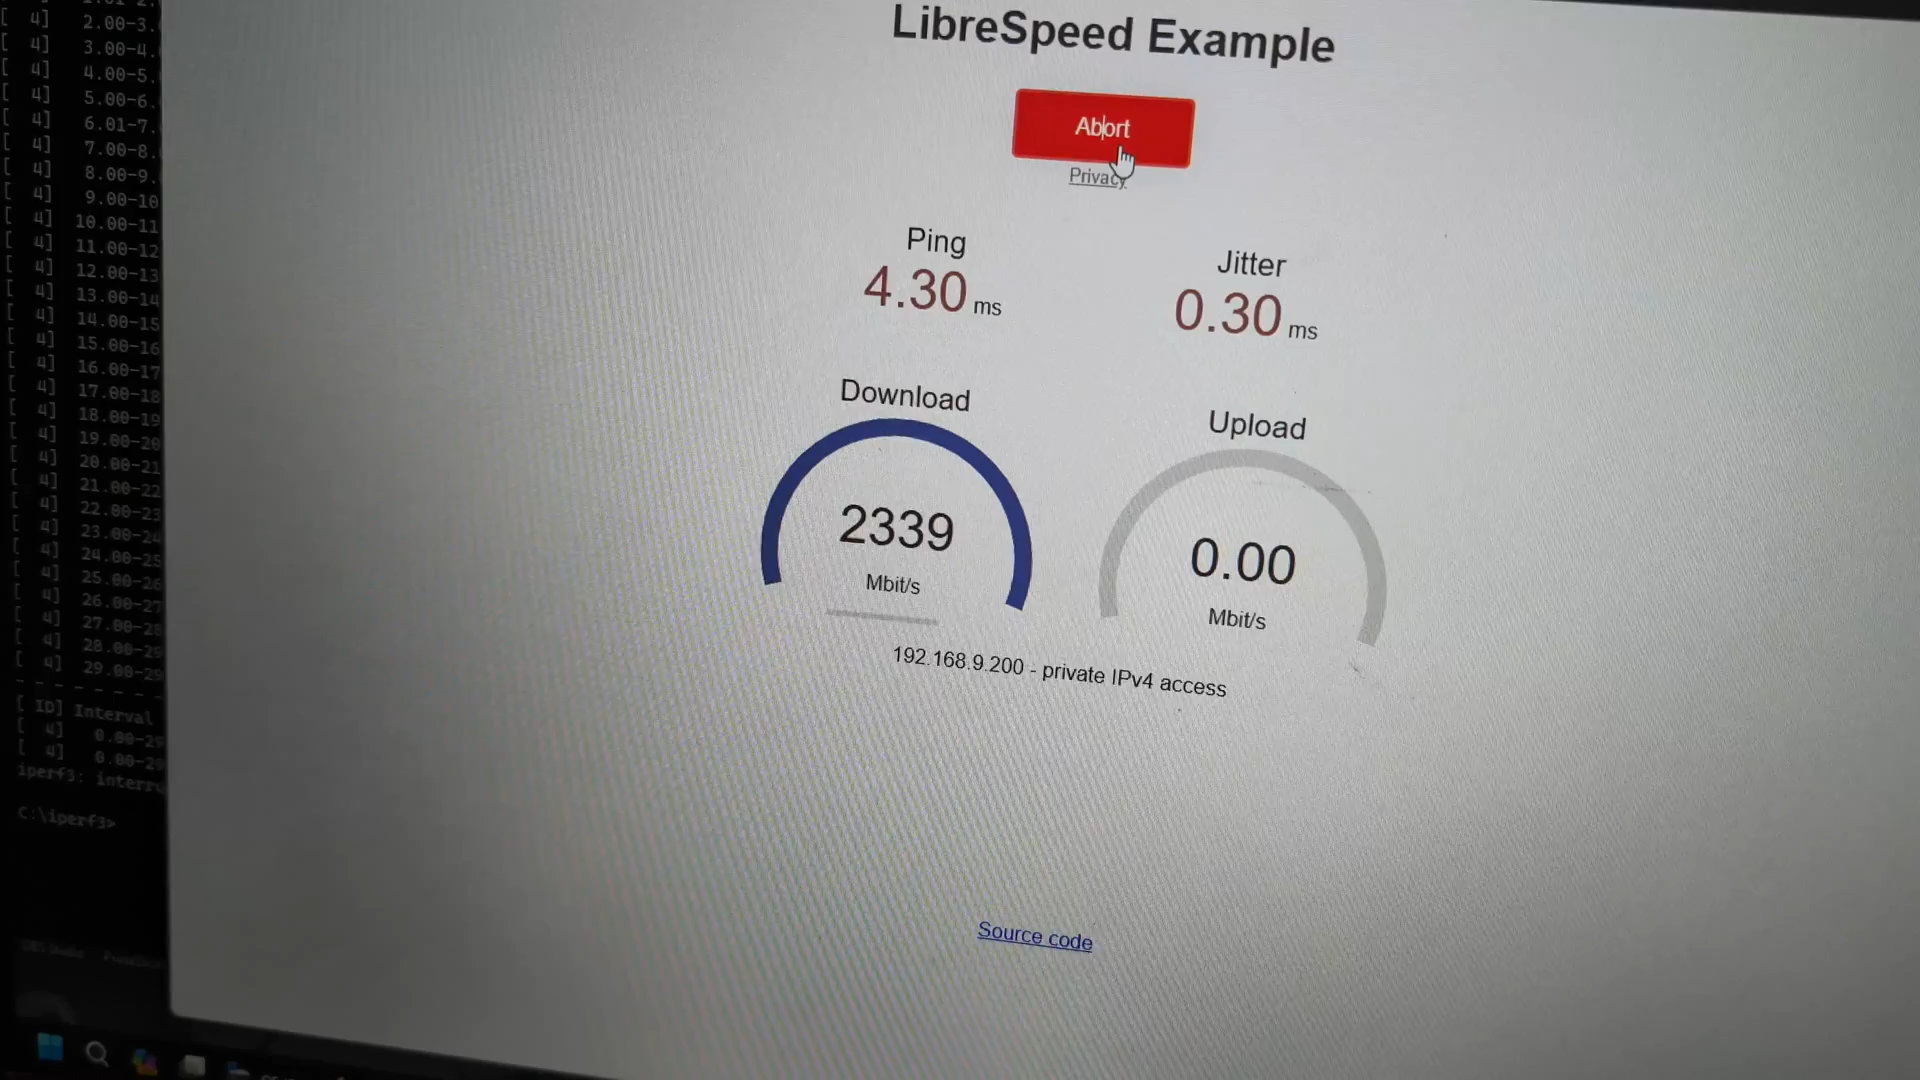 2.00-3.
[ 4] 3.00-4.
[ 4] 4.00-5.
[ 4] 5.00-6.
[ 4] 6.01-7.
[ 4] 7.00-8.
[ 4] 8.00-9.
[ 4] 9.00-10
[ 4] 10.00-11
[ 4] 11.00-12
[ 4] 12.00-13
[ 4] 13.00-14
[ 4] 14.00-15
[ 4] 15.00-16
[ 4] 16.00-17
[ 4] 17.00-18
[ 4] 18.00-19
[ 4] 19.00-20
[ 4] 20.00-21
[ 4] 21.00-22
[ 4] 22.00-23
[ 4] 23.00-24
[ 4] 24.00-25
[ 4] 25.00-26
[ 4] 26.00-27
[ 4] 27.00-28
[ 4] 28.00-29
[ 4] 29.00-29
- - - - - - - -
[ ID] Interval
[ 4] 0.00-29
[ 4] 0.00-29
iperf3: interru
C:\iperf3>
LibreSpeed Example
Abort
Privacy
Ping
4.30 ms
Jitter
0.30 ms
Download
2339
Mbit/s
Upload
0.00
Mbit/s
192.168.9.200 - private IPv4 access
Source code